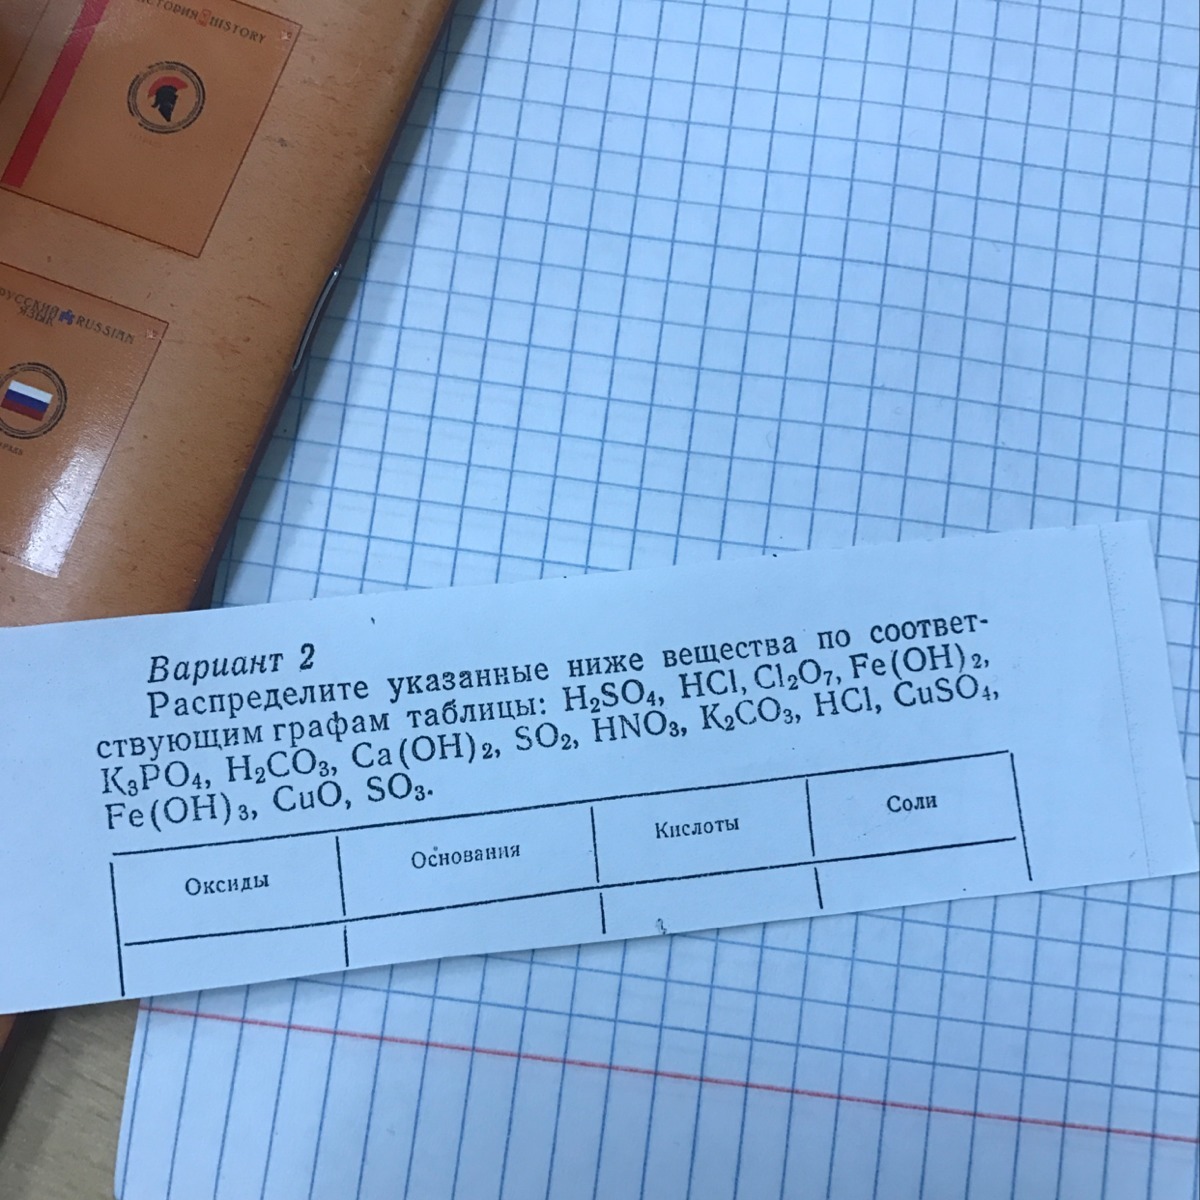 ИСТОРИЯ HISTORY
РУССКИЙ RUSSIAN
ЯЗЫК
Вариант 2
Распределите указанные ниже вещества по соответ-
ствующим графам таблицы: H₂SO₄, HCl, Cl₂O₇, Fe(OH)₂,
K₃PO₄, H₂CO₃, Ca(OH)₂, SO₂, HNO₃, K₂CO₃, HCl, CuSO₄,
Fe(OH)₃, CuO, SO₃.
Оксиды Основания Кислоты Соли